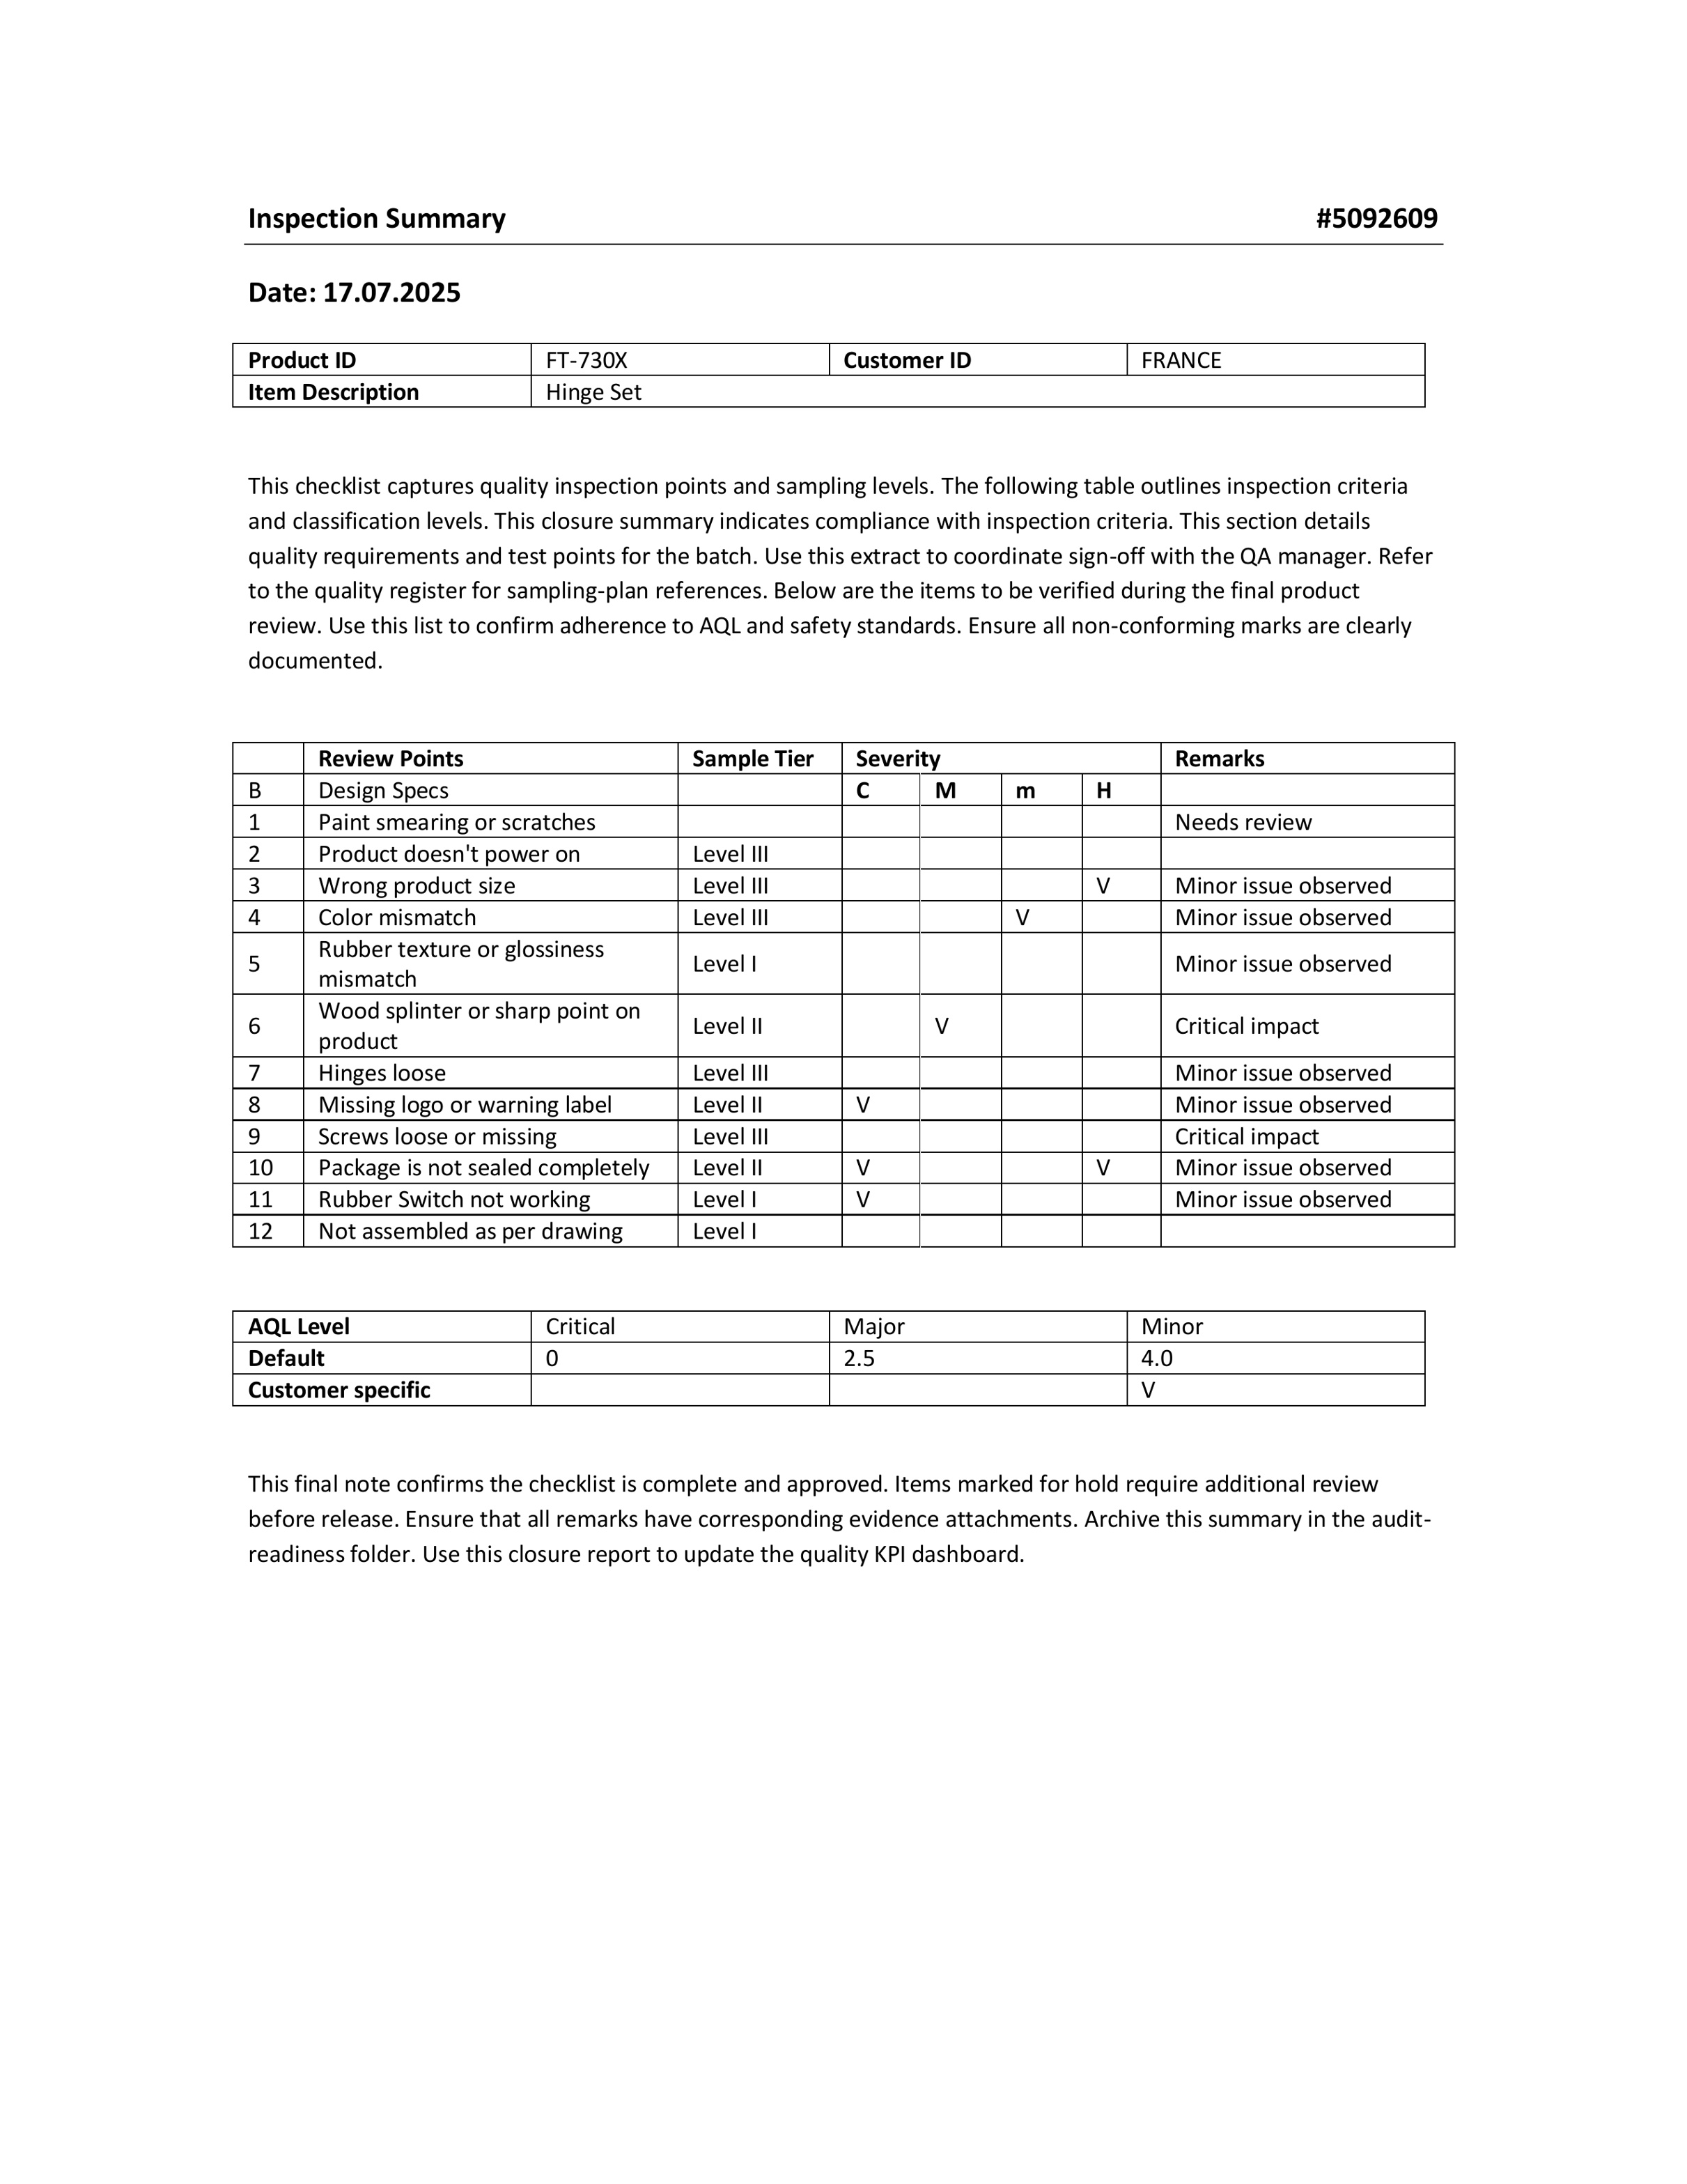 Inspection Summary #5092609
Date: 17.07.2025
Product ID FT-730X Customer ID FRANCE
Item Description Hinge Set
This checklist captures quality inspection points and sampling levels. The following table outlines inspection criteria
and classification levels. This closure summary indicates compliance with inspection criteria. This section details
quality requirements and test points for the batch. Use this extract to coordinate sign-off with the QA manager. Refer
to the quality register for sampling-plan references. Below are the items to be verified during the final product
review. Use this list to confirm adherence to AQL and safety standards. Ensure all non-conforming marks are clearly
documented.
Review Points Sample Tier Severity Remarks
B Design Specs C M m H
1 Paint smearing or scratches Needs review
2 Product doesn't power on Level III
3 Wrong product size Level III V Minor issue observed
4 Color mismatch Level III V Minor issue observed
5 Rubber texture or glossiness
mismatch Level I Minor issue observed
6 Wood splinter or sharp point on
product Level II V Critical impact
7 Hinges loose Level III Minor issue observed
8 Missing logo or warning label Level II V Minor issue observed
9 Screws loose or missing Level III Critical impact
10 Package is not sealed completely Level II V V Minor issue observed
11 Rubber Switch not working Level I V Minor issue observed
12 Not assembled as per drawing Level I
AQL Level Critical Major Minor
Default 0 2.5 4.0
Customer specific V
This final note confirms the checklist is complete and approved. Items marked for hold require additional review
before release. Ensure that all remarks have corresponding evidence attachments. Archive this summary in the audit-
readiness folder. Use this closure report to update the quality KPI dashboard.